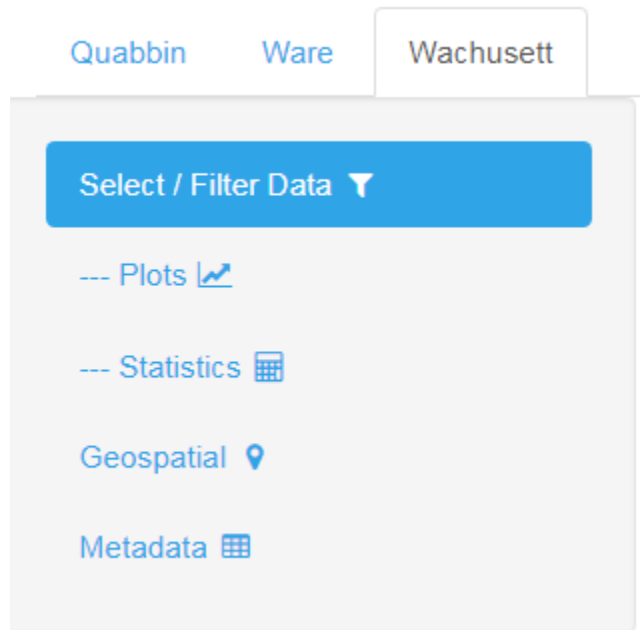 Quabbin Ware Wachusett
Select / Filter Data
--- Plots
--- Statistics
Geospatial
Metadata